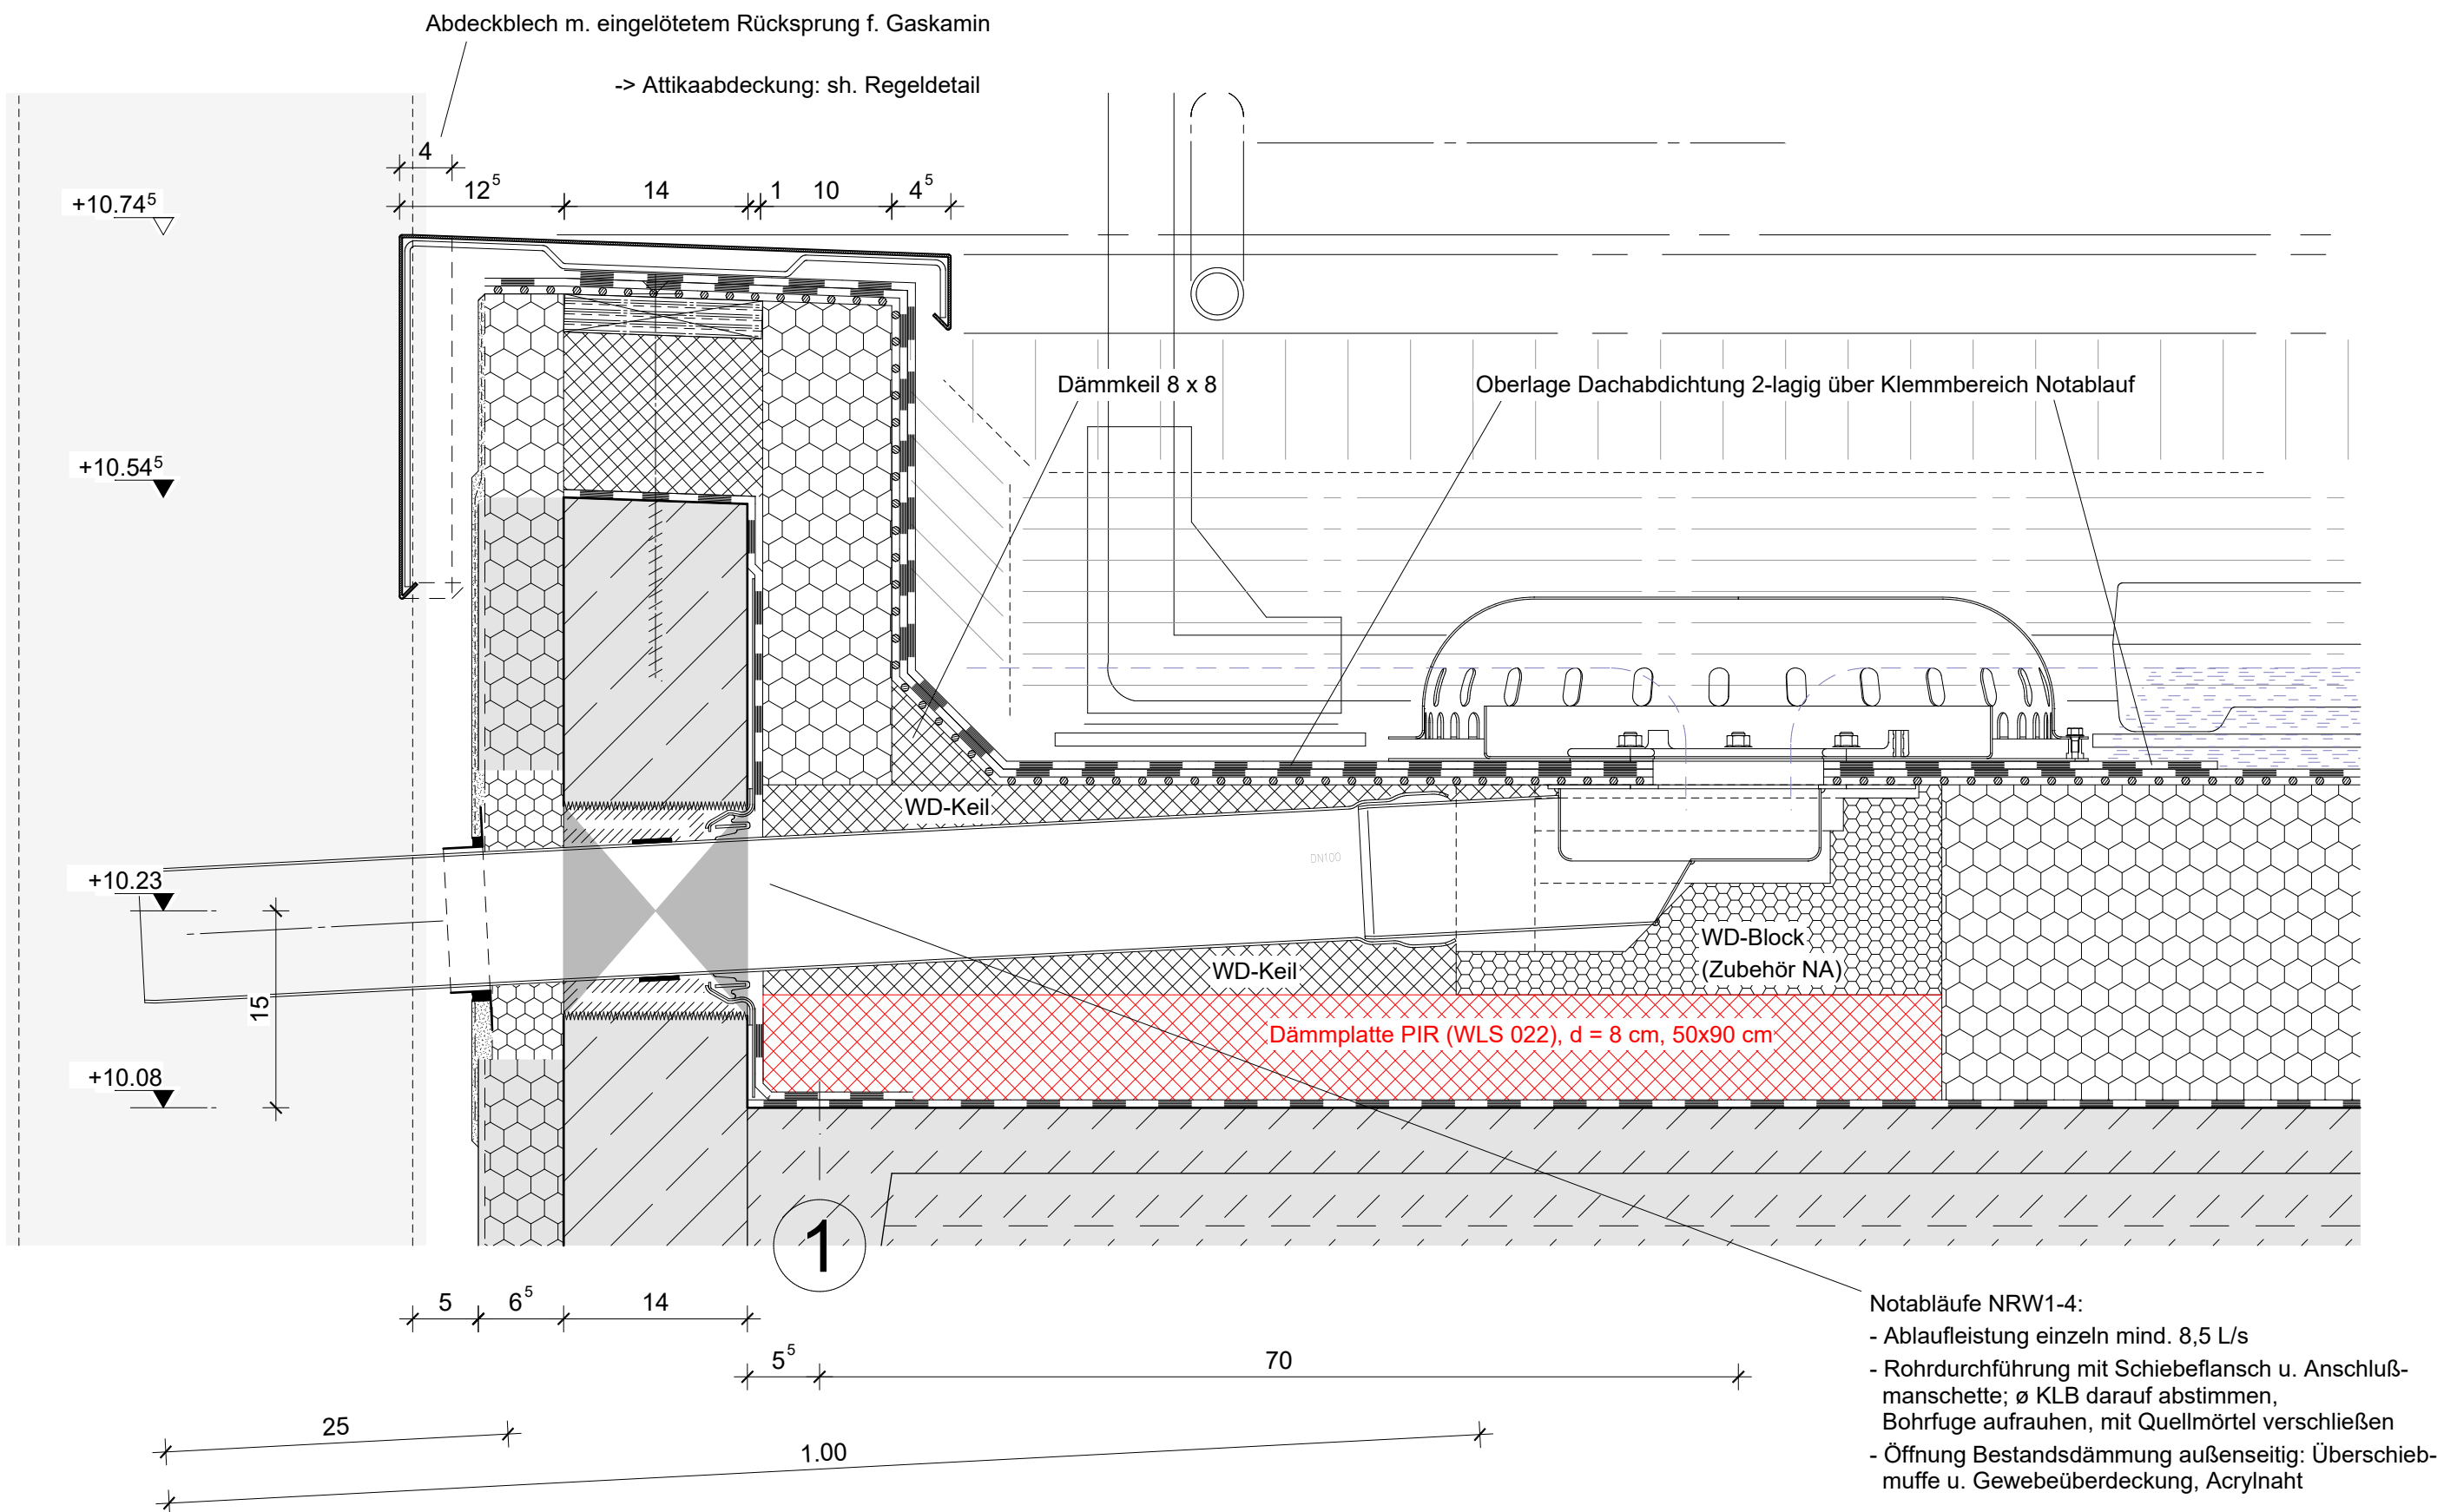 Abdeckblech m. eingelötetem Rücksprung f. Gaskamin
-> Attikaabdeckung: sh. Regeldetail
4
12⁵ 14 1 10 4⁵
+10.74⁵
Dämmkeil 8 x 8
Oberlage Dachabdichtung 2-lagig über Klemmbereich Notablauf
+10.54⁵
WD-Keil
DN100
+10.23
WD-Block
(Zubehör NA)
WD-Keil
15
Dämmplatte PIR (WLS 022), d = 8 cm, 50x90 cm
+10.08
1
5 6⁵ 14
5⁵ 70
25
1.00
Notabläufe NRW1-4:
- Ablaufleistung einzeln mind. 8,5 L/s
- Rohrdurchführung mit Schiebeflansch u. Anschluß-
manschette; ø KLB darauf abstimmen,
Bohrfuge aufrauhen, mit Quellmörtel verschließen
- Öffnung Bestandsdämmung außenseitig: Überschieb-
muffe u. Gewebeüberdeckung, Acrylnaht